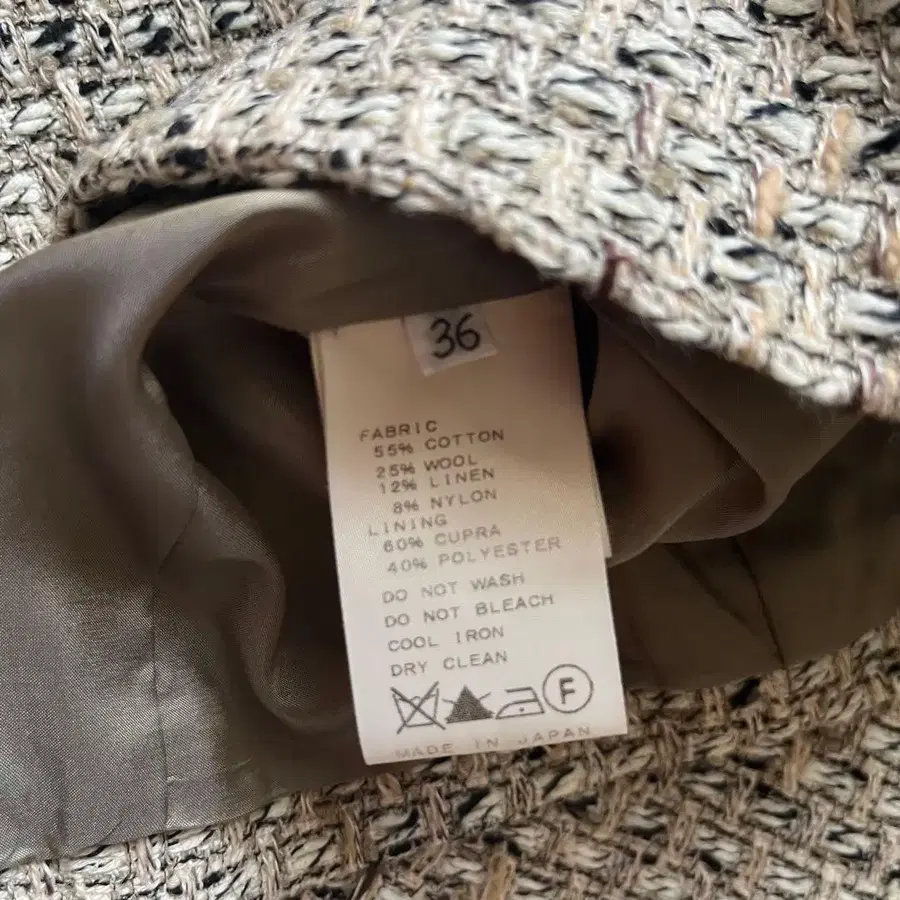 36
FABRIC
55% COTTON
25% WOOL
12% LINEN
8% NYLON
LINING
60% CUPRA
40% POLYESTER
DO NOT WASH
DO NOT BLEACH
COOL IRON
DRY CLEAN
F
MADE IN JAPAN